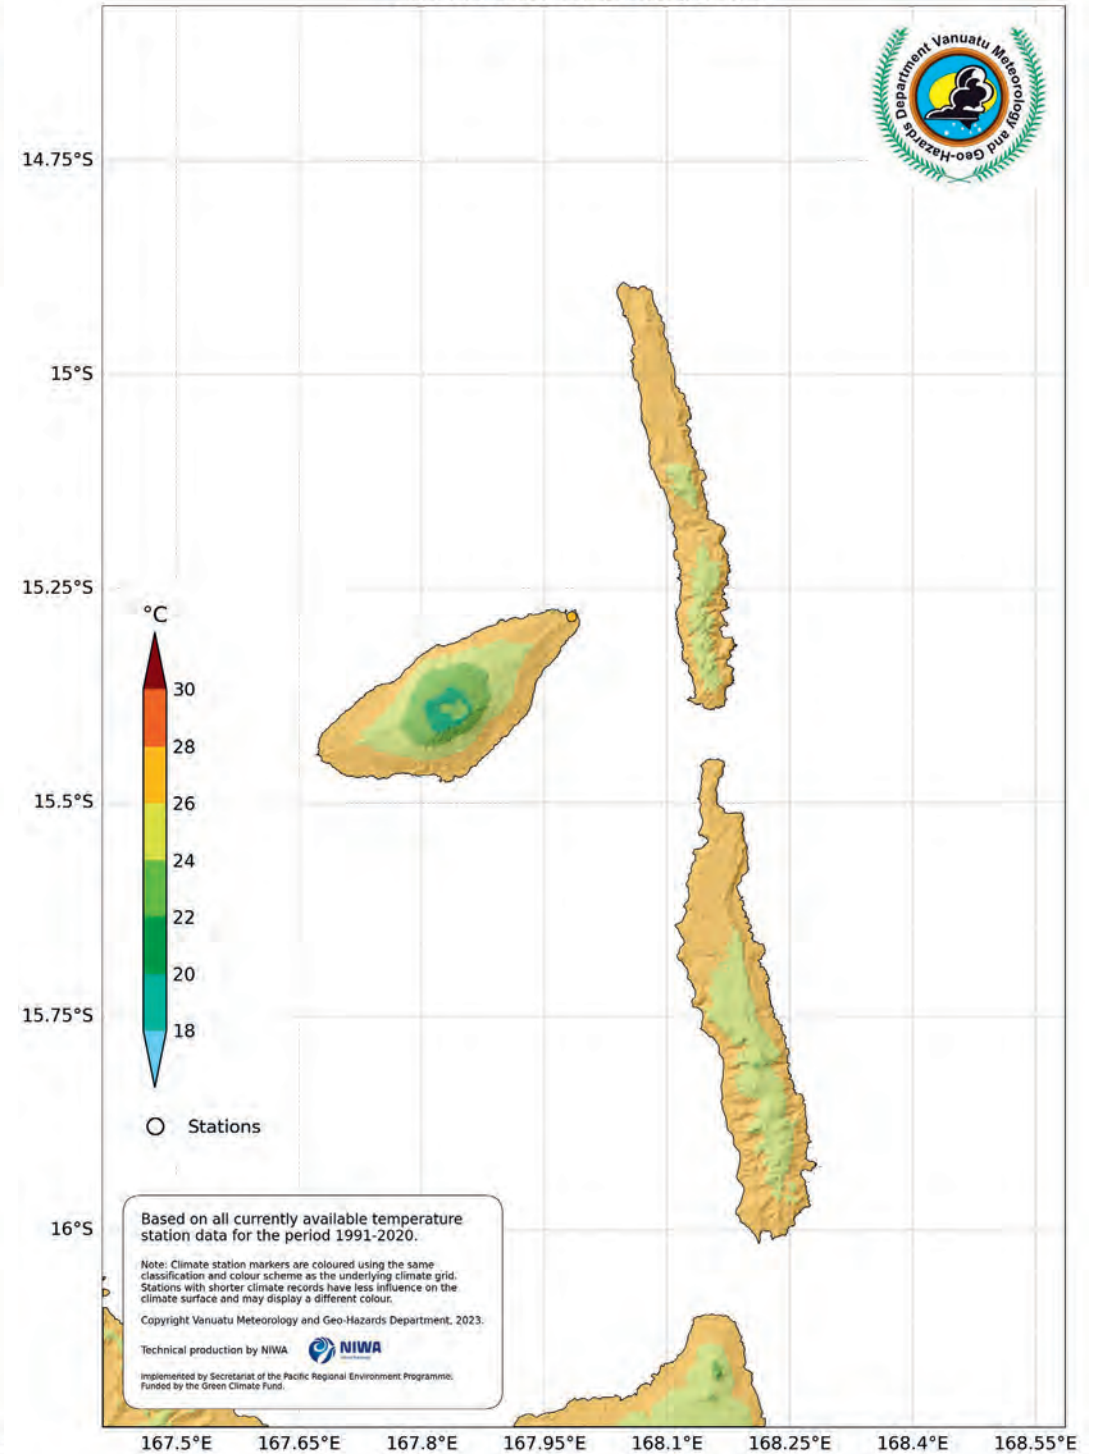 Department Vanuatu Meteorology and Geo-Hazards
14.75°S
15°S
15.25°S
15.5°S
15.75°S
16°S
°C
30
28
26
24
22
20
18
Stations
Based on all currently available temperature
station data for the period 1991-2020.
Note: Climate station markers are coloured using the same
classification and colour scheme as the underlying climate grid.
Stations with shorter climate records have less influence on the
climate surface and may display a different colour.
Copyright Vanuatu Meteorology and Geo-Hazards Department, 2023.
Technical production by NIWA
NIWA
Implemented by Secretariat of the Pacific Regional Environment Programme.
Funded by the Green Climate Fund.
167.5°E 167.65°E 167.8°E 167.95°E 168.1°E 168.25°E 168.4°E 168.55°E